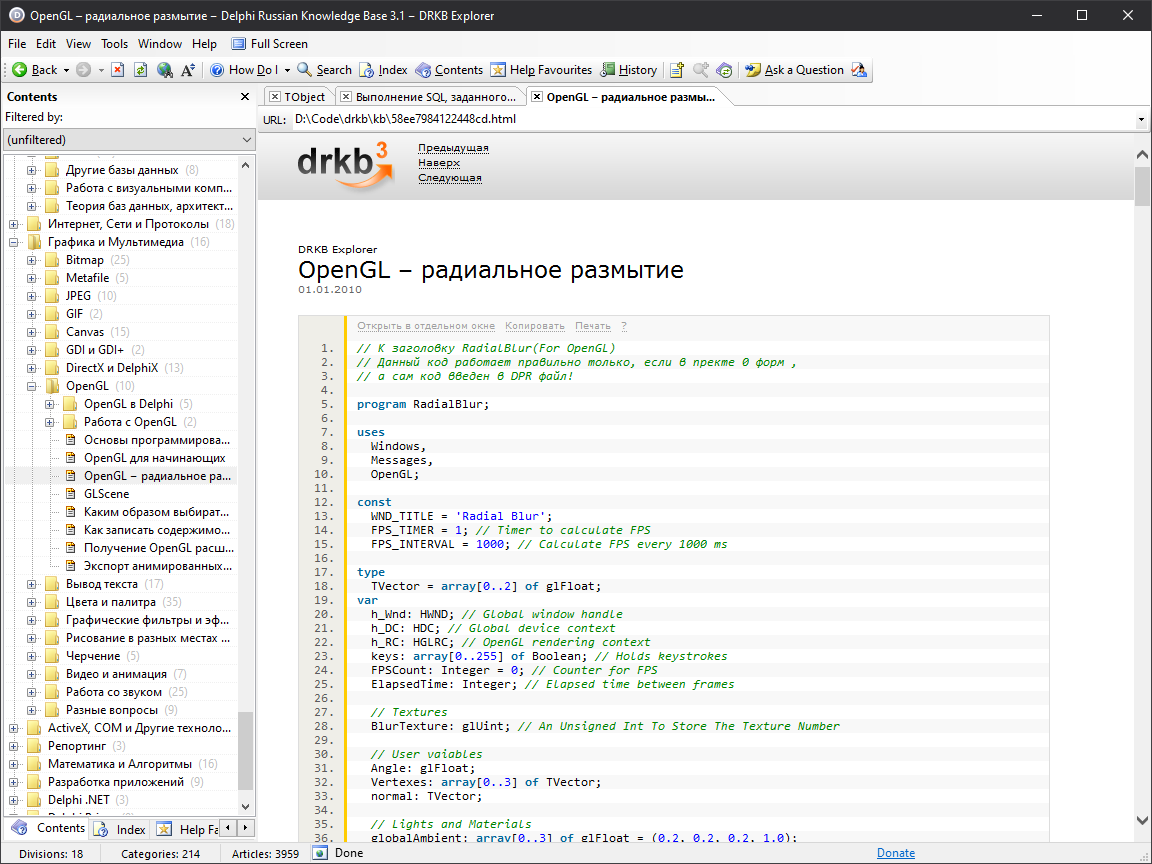 OpenGL – радиальное размытие – Delphi Russian Knowledge Base 3.1 – DRKB Explorer
File Edit View Tools Window Help Full Screen
Back How Do I Search Index Contents Help Favourites History Ask a Question
Contents
Filtered by:
(unfiltered)
Другие базы данных (8)
Работа с визуальными комп...
Теория баз данных, архитект...
Интернет, Сети и Протоколы (18)
Графика и Мультимедиа (16)
Bitmap (25)
Metafile (5)
JPEG (10)
GIF (2)
Canvas (15)
GDI и GDI+ (2)
DirectX и DelphiX (13)
OpenGL (10)
OpenGL в Delphi (5)
Работа с OpenGL (2)
Основы программирова...
OpenGL для начинающих
OpenGL – радиальное ра...
GLScene
Каким образом выбират...
Как записать содержимо...
Получение OpenGL расш...
Экспорт анимированных...
Вывод текста (17)
Цвета и палитра (35)
Графические фильтры и эф...
Рисование в разных местах ...
Черчение (5)
Видео и анимация (7)
Работа со звуком (25)
Разные вопросы (9)
ActiveX, COM и Другие техноло...
Репортинг (3)
Математика и Алгоритмы (16)
Разработка приложений (9)
Delphi .NET (3)
Contents Index Help Fa
TObject Выполнение SQL, заданного... OpenGL – радиальное размы...
URL: D:\Code\drkb\kb\58ee7984122448cd.html
drkb3
Предыдущая
Наверх
Следующая
DRKB Explorer
OpenGL – радиальное размытие
01.01.2010
Открыть в отдельном окне Копировать Печать ?
1. // К заголовку RadialBlur(For OpenGL)
2. // Данный код работает правильно только, если в пректе 0 форм ,
3. // а сам код введен в DPR файл!
4.
5. program RadialBlur;
6.
7. uses
8. Windows,
9. Messages,
10. OpenGL;
11.
12. const
13. WND_TITLE = 'Radial Blur';
14. FPS_TIMER = 1; // Timer to calculate FPS
15. FPS_INTERVAL = 1000; // Calculate FPS every 1000 ms
16.
17. type
18. TVector = array[0..2] of glFloat;
19. var
20. h_Wnd: HWND; // Global window handle
21. h_DC: HDC; // Global device context
22. h_RC: HGLRC; // OpenGL rendering context
23. keys: array[0..255] of Boolean; // Holds keystrokes
24. FPSCount: Integer = 0; // Counter for FPS
25. ElapsedTime: Integer; // Elapsed time between frames
26.
27. // Textures
28. BlurTexture: glUint; // An Unsigned Int To Store The Texture Number
29.
30. // User vaiables
31. Angle: glFloat;
32. Vertexes: array[0..3] of TVector;
33. normal: TVector;
34.
35. // Lights and Materials
36. globalAmbient: array[0..3] of glFloat = (0.2, 0.2, 0.2, 1.0);
Divisions: 18 Categories: 214 Articles: 3959 Done Donate